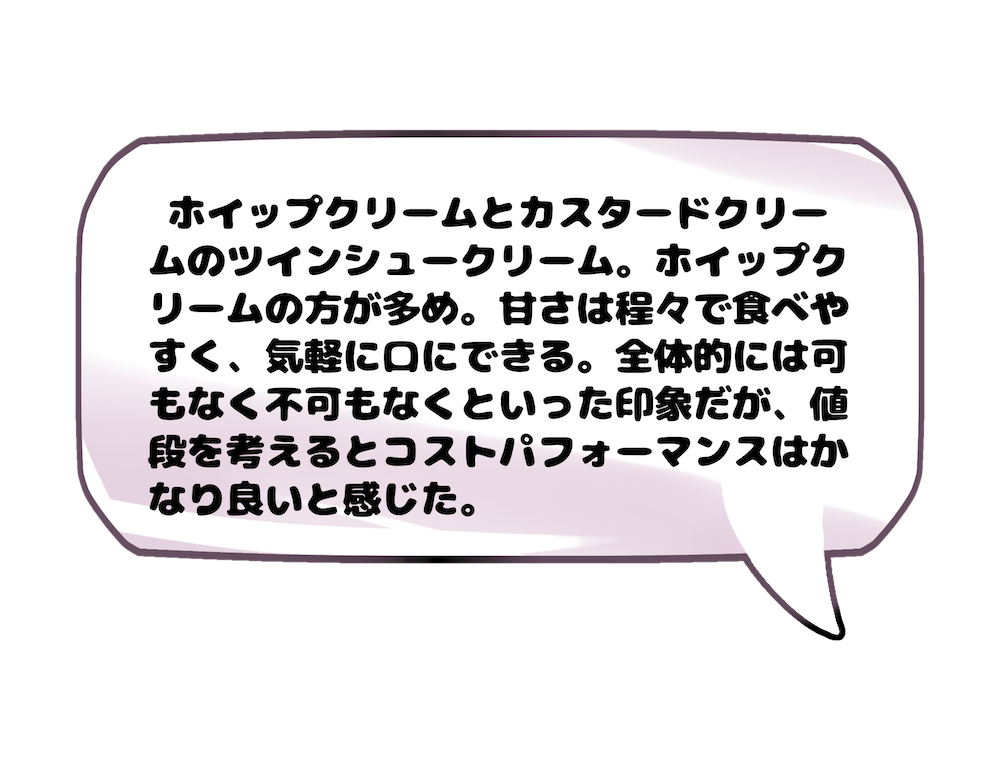 ホイップクリームとカスタードクリー
ムのツインシュークリーム。ホイップク
リームの方が多め。甘さは程々で食べや
すく、気軽に口にできる。全体的には可
もなく不可もなくといった印象だが、値
段を考えるとコストパフォーマンスはか
なり良いと感じた。